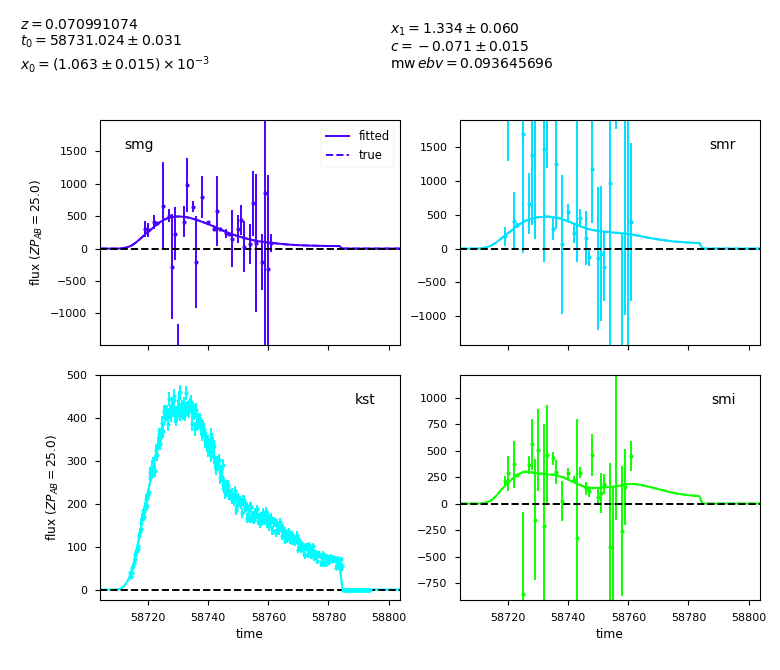 z = 0.070991074
t₀ = 58731.024 ± 0.031
x₀ = (1.063 ± 0.015) × 10⁻³
x₁ = 1.334 ± 0.060
c = −0.071 ± 0.015
mw ebv = 0.093645696
smg
fitted
true
1500
1000
500
0
−500
−1000
flux (ZP_AB = 25.0)
smr
1500
1000
500
0
−500
−1000
kst
500
400
300
200
100
0
flux (ZP_AB = 25.0)
58720 58740 58760 58780 58800
time
smi
1000
750
500
250
0
−250
−500
−750
58720 58740 58760 58780 58800
time